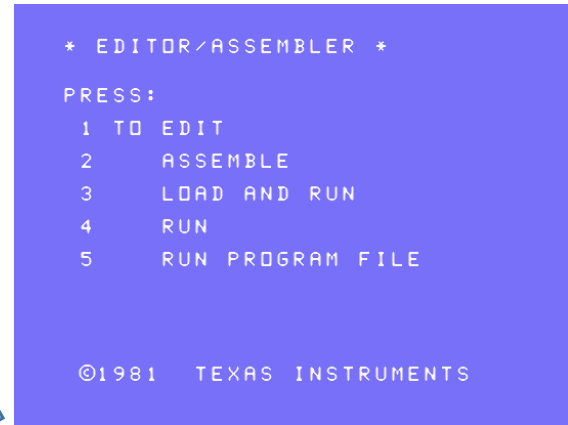 * EDITOR/ASSEMBLER *
PRESS:
1 TO EDIT
2 ASSEMBLE
3 LOAD AND RUN
4 RUN
5 RUN PROGRAM FILE
©1981 TEXAS INSTRUMENTS